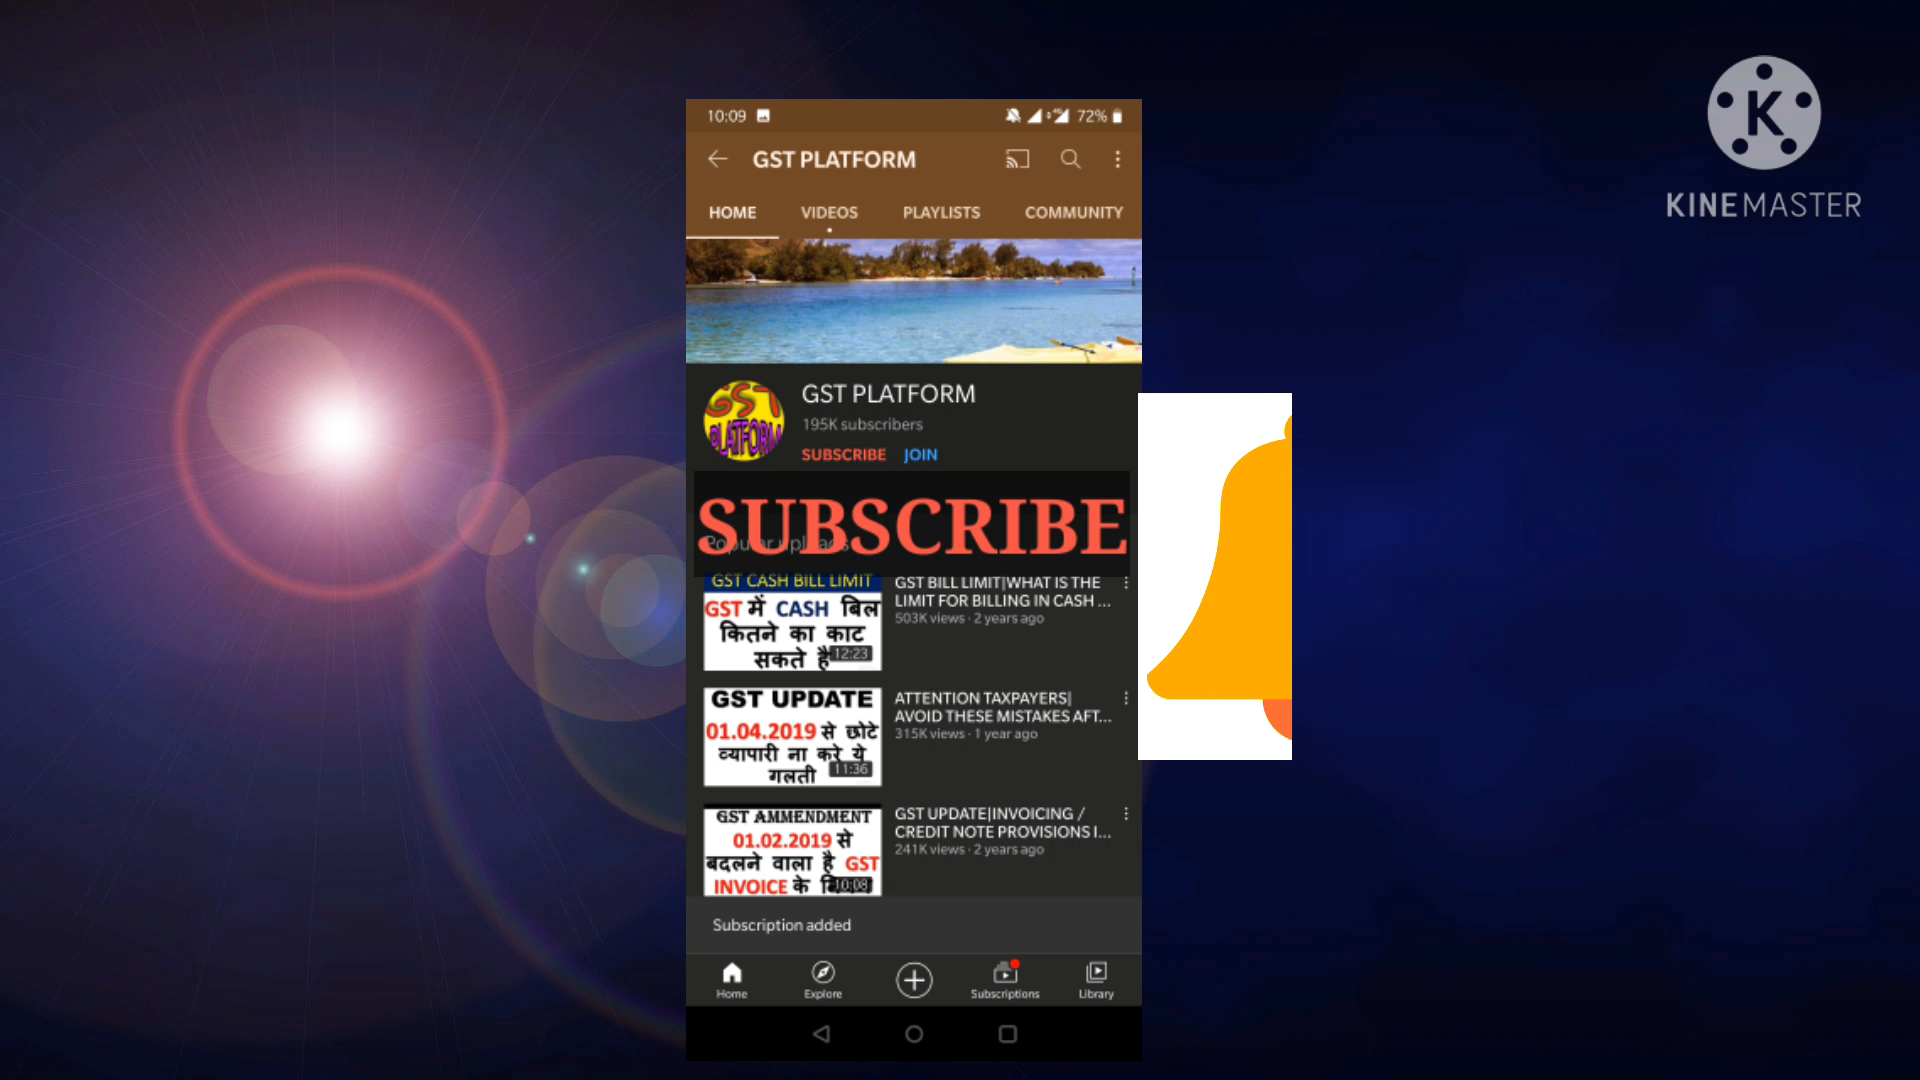 10:09
72%
GST PLATFORM
HOME VIDEOS PLAYLISTS COMMUNITY
KINEMASTER
GST PLATFORM
GST PLATFORM
195K subscribers
SUBSCRIBE JOIN
SUBSCRIBE
Popular uploads
GST CASH BILL LIMIT
GST में CASH बिल
कितने का काट
सकते है
12:23
GST BILL LIMIT|WHAT IS THE
LIMIT FOR BILLING IN CASH ...
503K views · 2 years ago
GST UPDATE
01.04.2019 से छोटे
व्यापारी ना करे ये
गलती
11:36
ATTENTION TAXPAYERS|
AVOID THESE MISTAKES AFT...
315K views · 1 year ago
GST AMMENDMENT
01.02.2019 से
बदलने वाला है GST
INVOICE के
10:08
GST UPDATE|INVOICING /
CREDIT NOTE PROVISIONS I...
241K views · 2 years ago
Subscription added
Home Explore Subscriptions Library